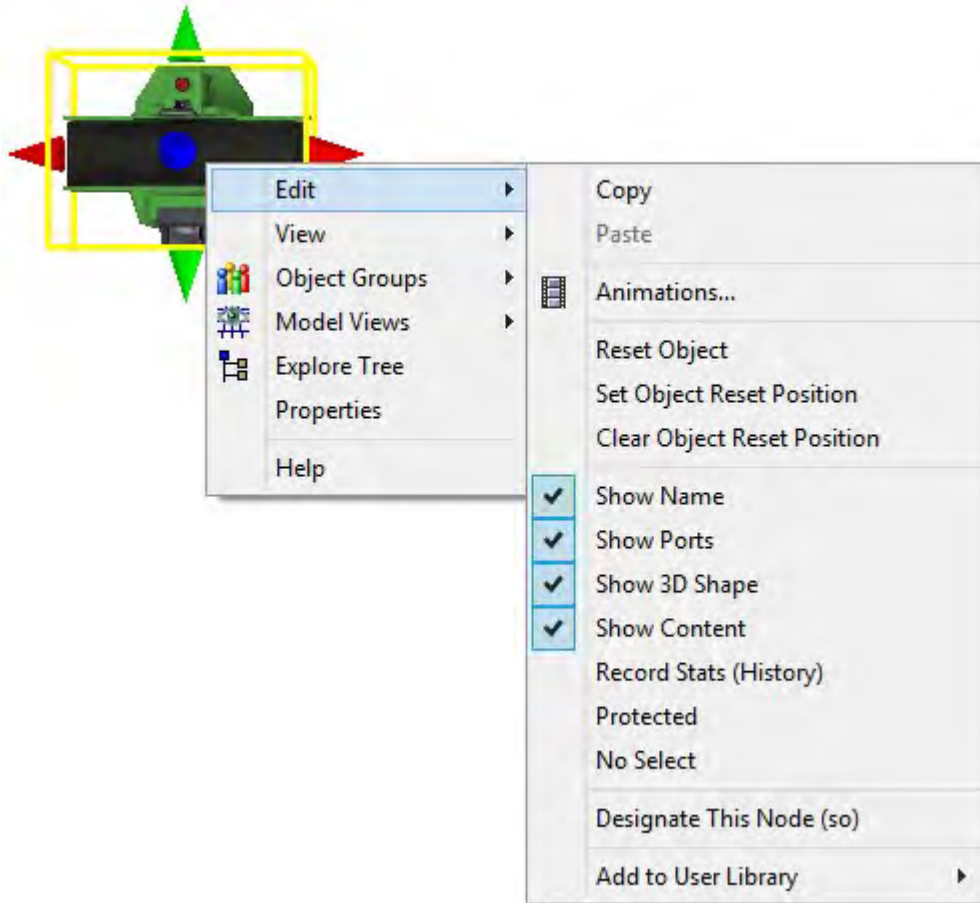 Edit
View
Object Groups
Model Views
Explore Tree
Properties
Help
Copy
Paste
Animations...
Reset Object
Set Object Reset Position
Clear Object Reset Position
Show Name
Show Ports
Show 3D Shape
Show Content
Record Stats (History)
Protected
No Select
Designate This Node (so)
Add to User Library